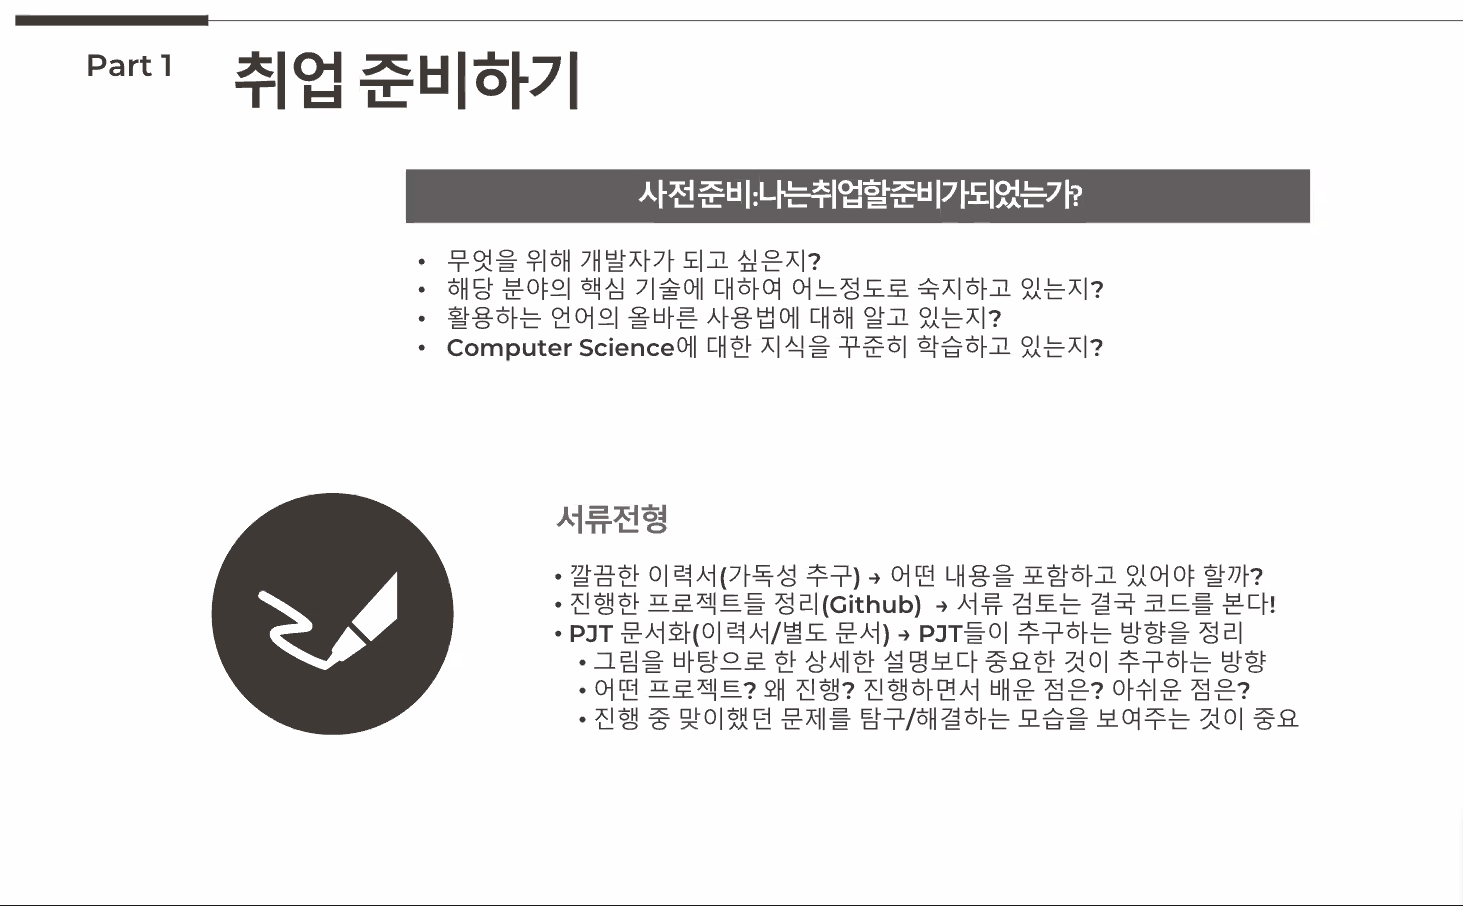 Part 1
취업 준비하기
사전 준비:나는취업할준비가되었는가?
• 무엇을 위해 개발자가 되고 싶은지?
• 해당 분야의 핵심 기술에 대하여 어느정도로 숙지하고 있는지?
• 활용하는 언어의 올바른 사용법에 대해 알고 있는지?
• Computer Science에 대한 지식을 꾸준히 학습하고 있는지?
서류전형
• 깔끔한 이력서(가독성 추구) → 어떤 내용을 포함하고 있어야 할까?
• 진행한 프로젝트들 정리(Github) → 서류 검토는 결국 코드를 본다!
• PJT 문서화(이력서/별도 문서) → PJT들이 추구하는 방향을 정리
• 그림을 바탕으로 한 상세한 설명보다 중요한 것이 추구하는 방향
• 어떤 프로젝트? 왜 진행? 진행하면서 배운 점은? 아쉬운 점은?
• 진행 중 맞이했던 문제를 탐구/해결하는 모습을 보여주는 것이 중요